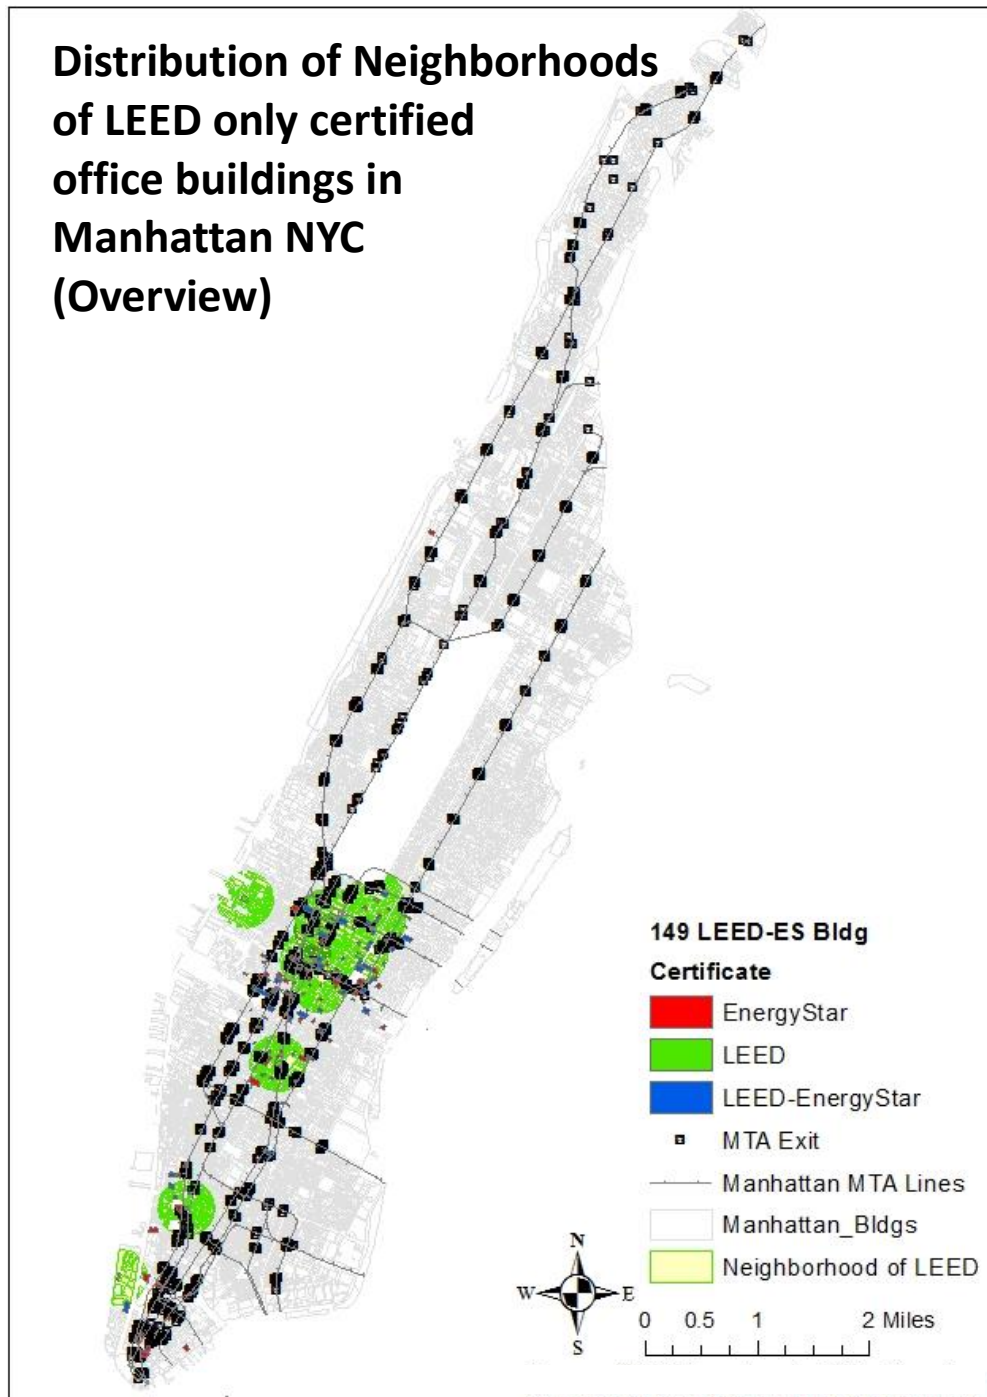 Distribution of Neighborhoods
of LEED only certified
office buildings in
Manhattan NYC
(Overview)
149 LEED-ES Bldg
Certificate
EnergyStar
LEED
LEED-EnergyStar
MTA Exit
Manhattan MTA Lines
Manhattan_Bldgs
Neighborhood of LEED
N
W E
S
0 0.5 1 2 Miles